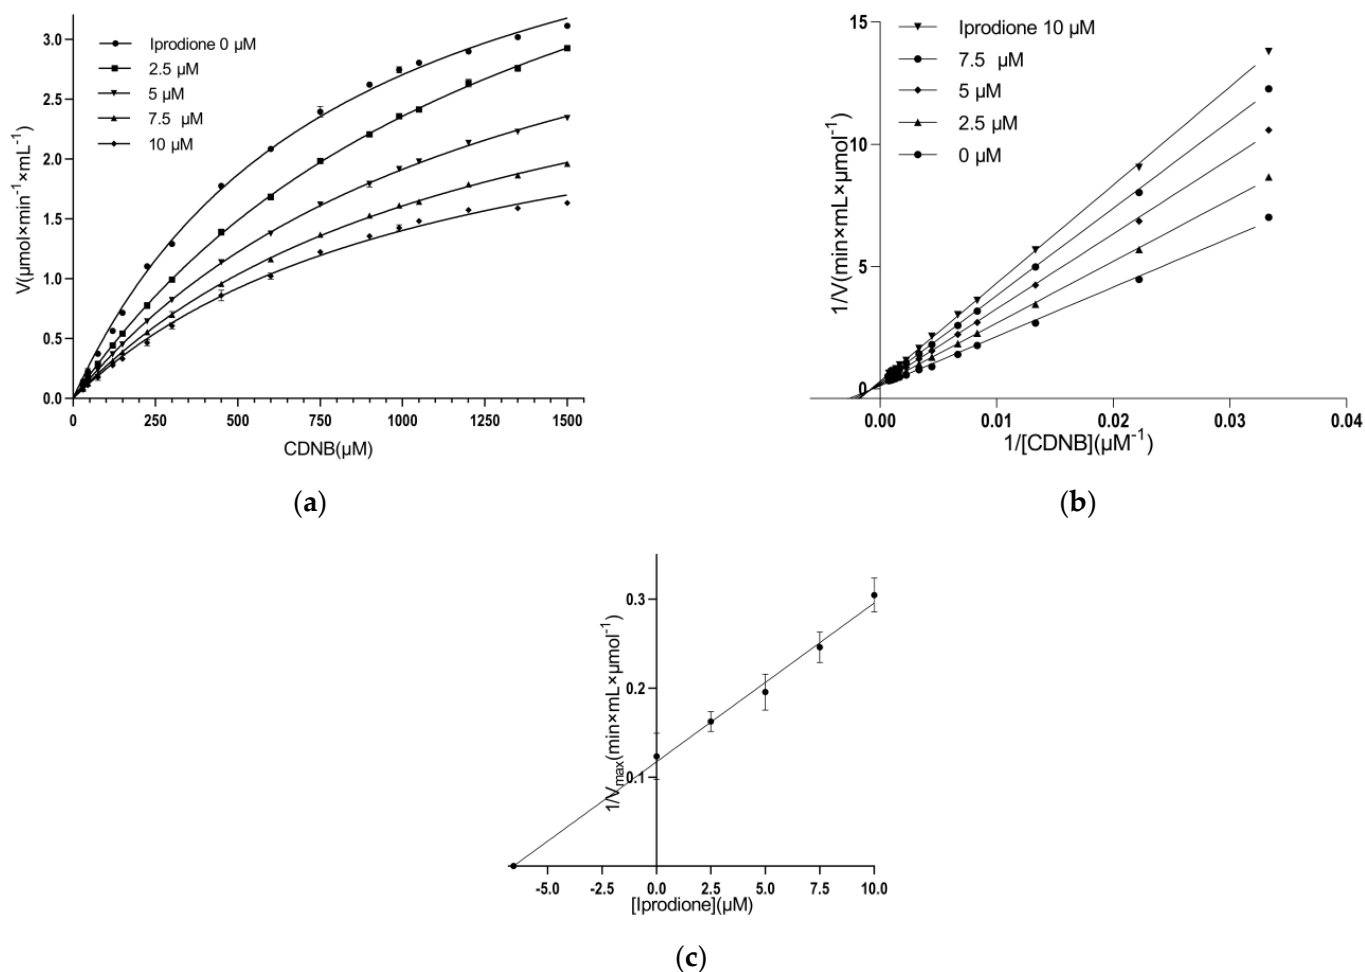 V(µmol×min⁻¹×mL⁻¹)
3.0
2.5
2.0
1.5
1.0
0.5
0.0
Iprodione 0 µM
2.5 µM
5 µM
7.5 µM
10 µM
0 250 500 750 1000 1250 1500
CDNB(µM)
(a)
1/V(min×mL×µmol⁻¹)
15
10
5
0
Iprodione 10 µM
7.5 µM
5 µM
2.5 µM
0 µM
0.00 0.01 0.02 0.03 0.04
1/[CDNB](µM⁻¹)
(b)
1/Vmax(min×mL×µmol⁻¹)
0.3
0.2
0.1
-5.0 -2.5 0.0 2.5 5.0 7.5 10.0
[Iprodione](µM)
(c)